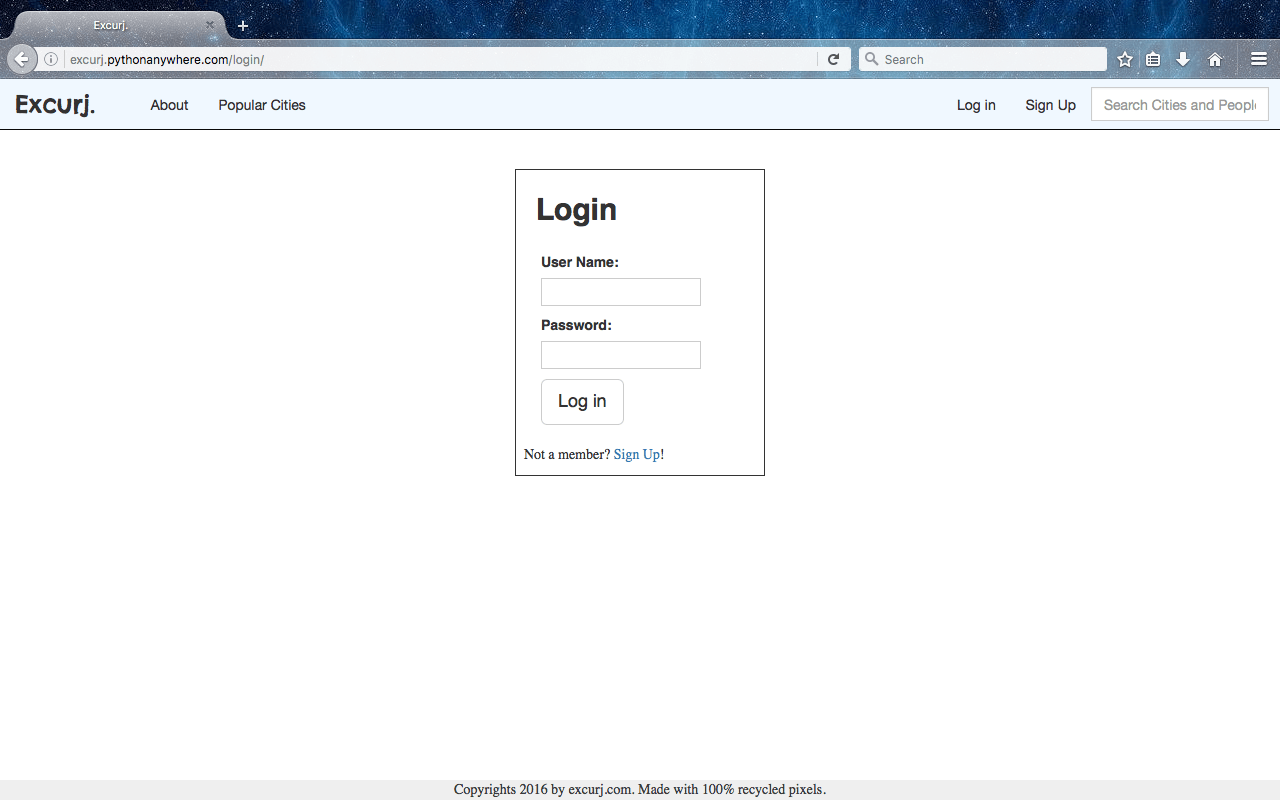 Excurj.
excurj.pythonanywhere.com/login/
Search
Excurj.
About
Popular Cities
Log in
Sign Up
Search Cities and People
Login
User Name:
Password:
Log in
Not a member? Sign Up!
Copyrights 2016 by excurj.com. Made with 100% recycled pixels.